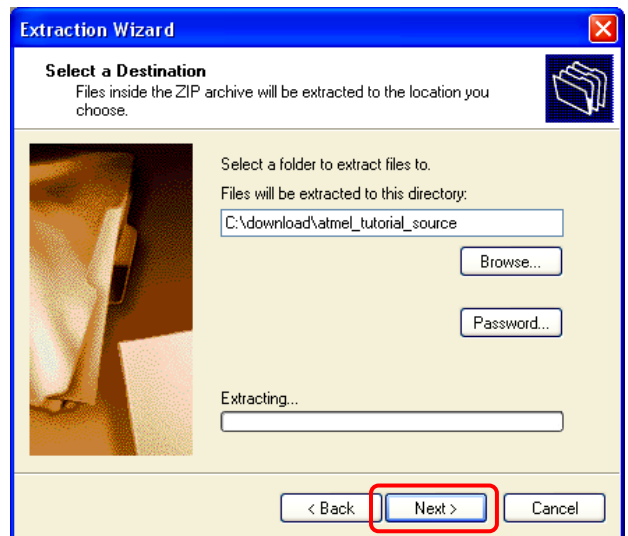 Extraction Wizard
Select a Destination
Files inside the ZIP archive will be extracted to the location you
choose.
Select a folder to extract files to.
Files will be extracted to this directory:
C:\download\atmel_tutorial_source
Browse...
Password...
Extracting...
< Back Next > Cancel